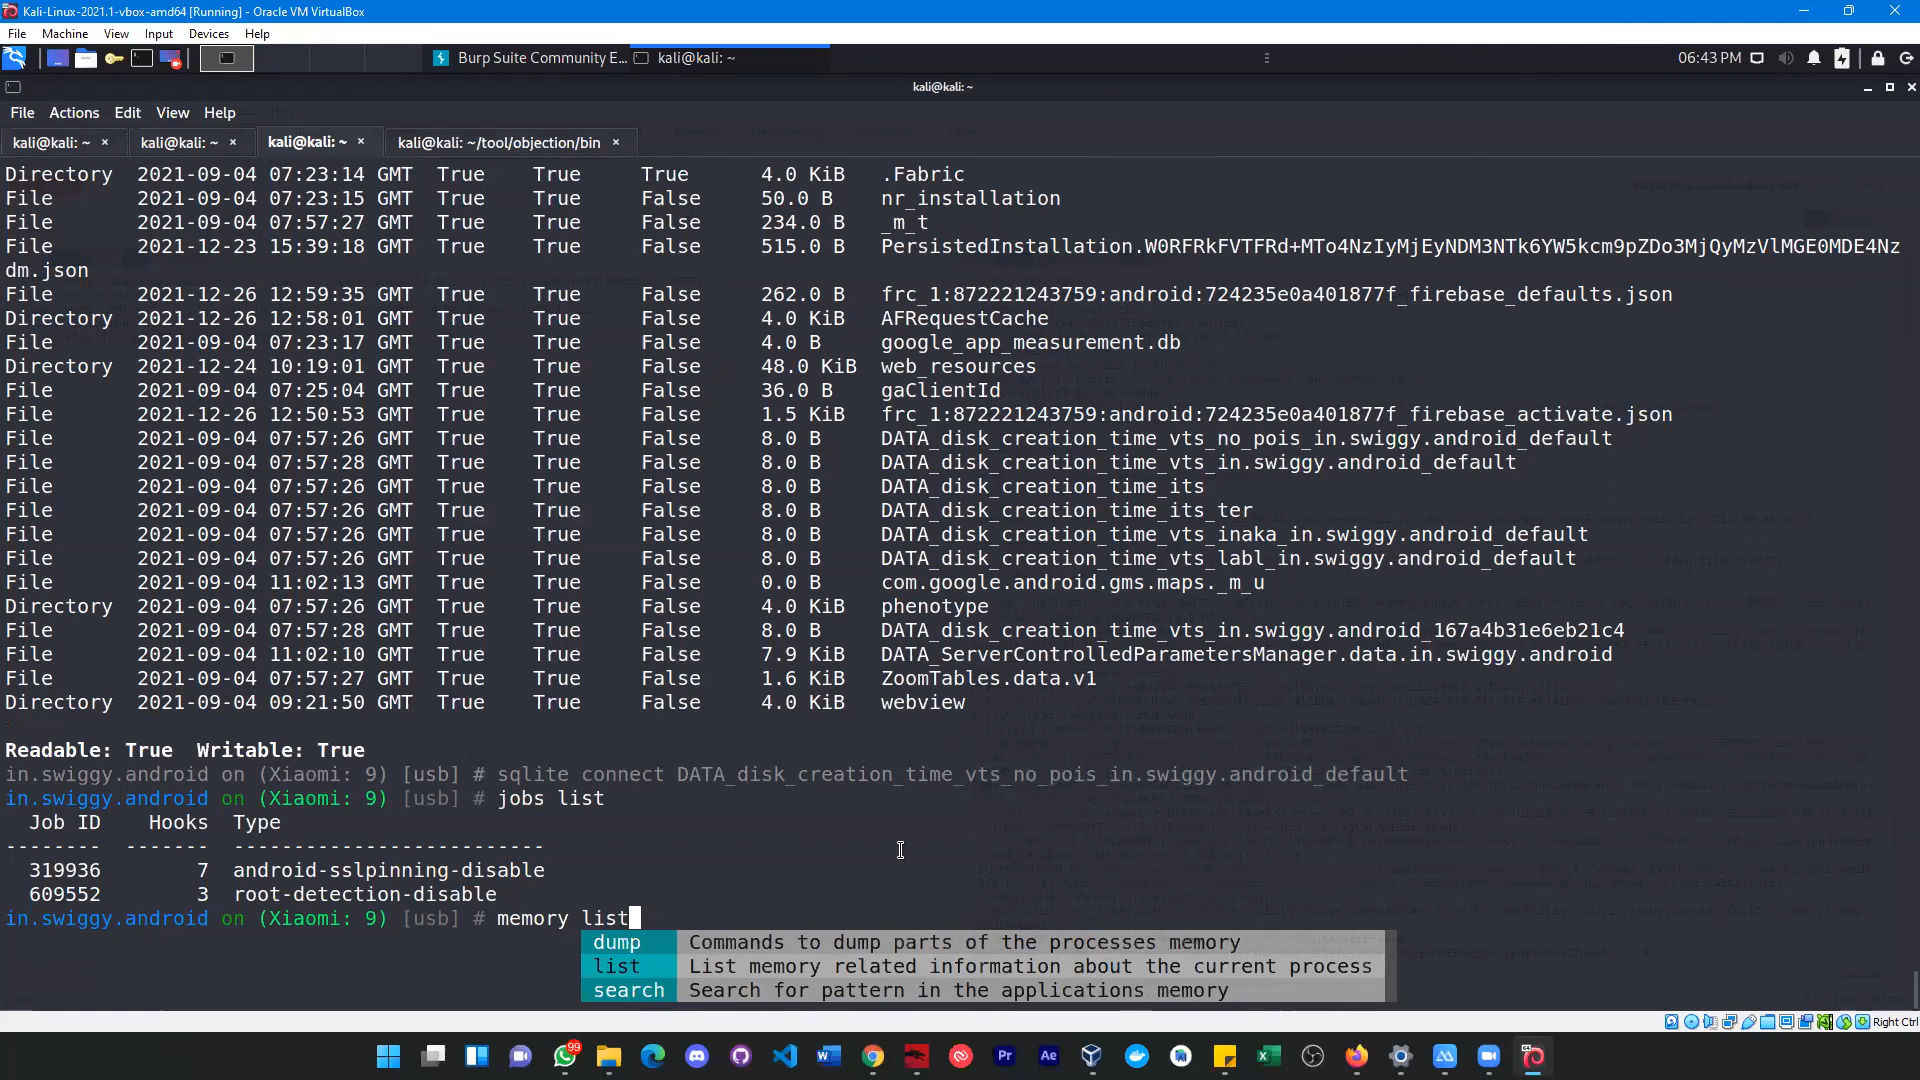 Kali-Linux-2021.1-vbox-amd64 [Running] - Oracle VM VirtualBox
File Machine View Input Devices Help
Burp Suite Community E... kali@kali: ~ 06:43 PM
kali@kali: ~
File Actions Edit View Help
kali@kali: ~ × kali@kali: ~ × kali@kali: ~ × kali@kali: ~/tool/objection/bin ×
Directory 2021-09-04 07:23:14 GMT True True True 4.0 KiB .Fabric
File 2021-09-04 07:23:15 GMT True True False 50.0 B nr_installation
File 2021-09-04 07:57:27 GMT True True False 234.0 B _m_t
File 2021-12-23 15:39:18 GMT True True False 515.0 B PersistedInstallation.W0RFRkFVTFRd+MTo4NzIyMjEyNDM3NTk6YW5kcm9pZDo3MjQyMzVlMGE0MDE4Nz
dm.json
File 2021-12-26 12:59:35 GMT True True False 262.0 B frc_1:872221243759:android:724235e0a401877f_firebase_defaults.json
File 2021-12-26 12:58:01 GMT True True False 4.0 KiB AFRequestCache
File 2021-09-04 07:23:17 GMT True True False 4.0 B google_app_measurement.db
Directory 2021-12-24 10:19:01 GMT True True False 48.0 KiB web_resources
File 2021-09-04 07:25:04 GMT True True False 36.0 B gaClientId
File 2021-12-26 12:50:53 GMT True True False 1.5 KiB frc_1:872221243759:android:724235e0a401877f_firebase_activate.json
File 2021-09-04 07:57:26 GMT True True False 8.0 B DATA_disk_creation_time_vts_no_pois_in.swiggy.android_default
File 2021-09-04 07:57:28 GMT True True False 8.0 B DATA_disk_creation_time_vts_in.swiggy.android_default
File 2021-09-04 07:57:26 GMT True True False 8.0 B DATA_disk_creation_time_its
File 2021-09-04 07:57:26 GMT True True False 8.0 B DATA_disk_creation_time_its_ter
File 2021-09-04 07:57:26 GMT True True False 8.0 B DATA_disk_creation_time_vts_inaka_in.swiggy.android_default
File 2021-09-04 07:57:26 GMT True True False 8.0 B DATA_disk_creation_time_vts_labl_in.swiggy.android_default
File 2021-09-04 11:02:13 GMT True True False 0.0 B com.google.android.gms.maps._m_u
Directory 2021-09-04 07:57:26 GMT True True False 4.0 KiB phenotype
File 2021-09-04 07:57:28 GMT True True False 8.0 B DATA_disk_creation_time_vts_in.swiggy.android_167a4b31e6eb21c4
File 2021-09-04 11:02:10 GMT True True False 7.9 KiB DATA_ServerControlledParametersManager.data.in.swiggy.android
File 2021-09-04 07:57:27 GMT True True False 1.6 KiB ZoomTables.data.v1
Directory 2021-09-04 09:21:50 GMT True True False 4.0 KiB webview
Readable: True Writable: True
in.swiggy.android on (Xiaomi: 9) [usb] # sqlite connect DATA_disk_creation_time_vts_no_pois_in.swiggy.android_default
in.swiggy.android on (Xiaomi: 9) [usb] # jobs list
Job ID Hooks Type
-------- ------- --------------------------
319936 7 android-sslpinning-disable
609552 3 root-detection-disable
in.swiggy.android on (Xiaomi: 9) [usb] # memory list
dump Commands to dump parts of the processes memory
list List memory related information about the current process
search Search for pattern in the applications memory
Right Ctrl
99
Pr Ae